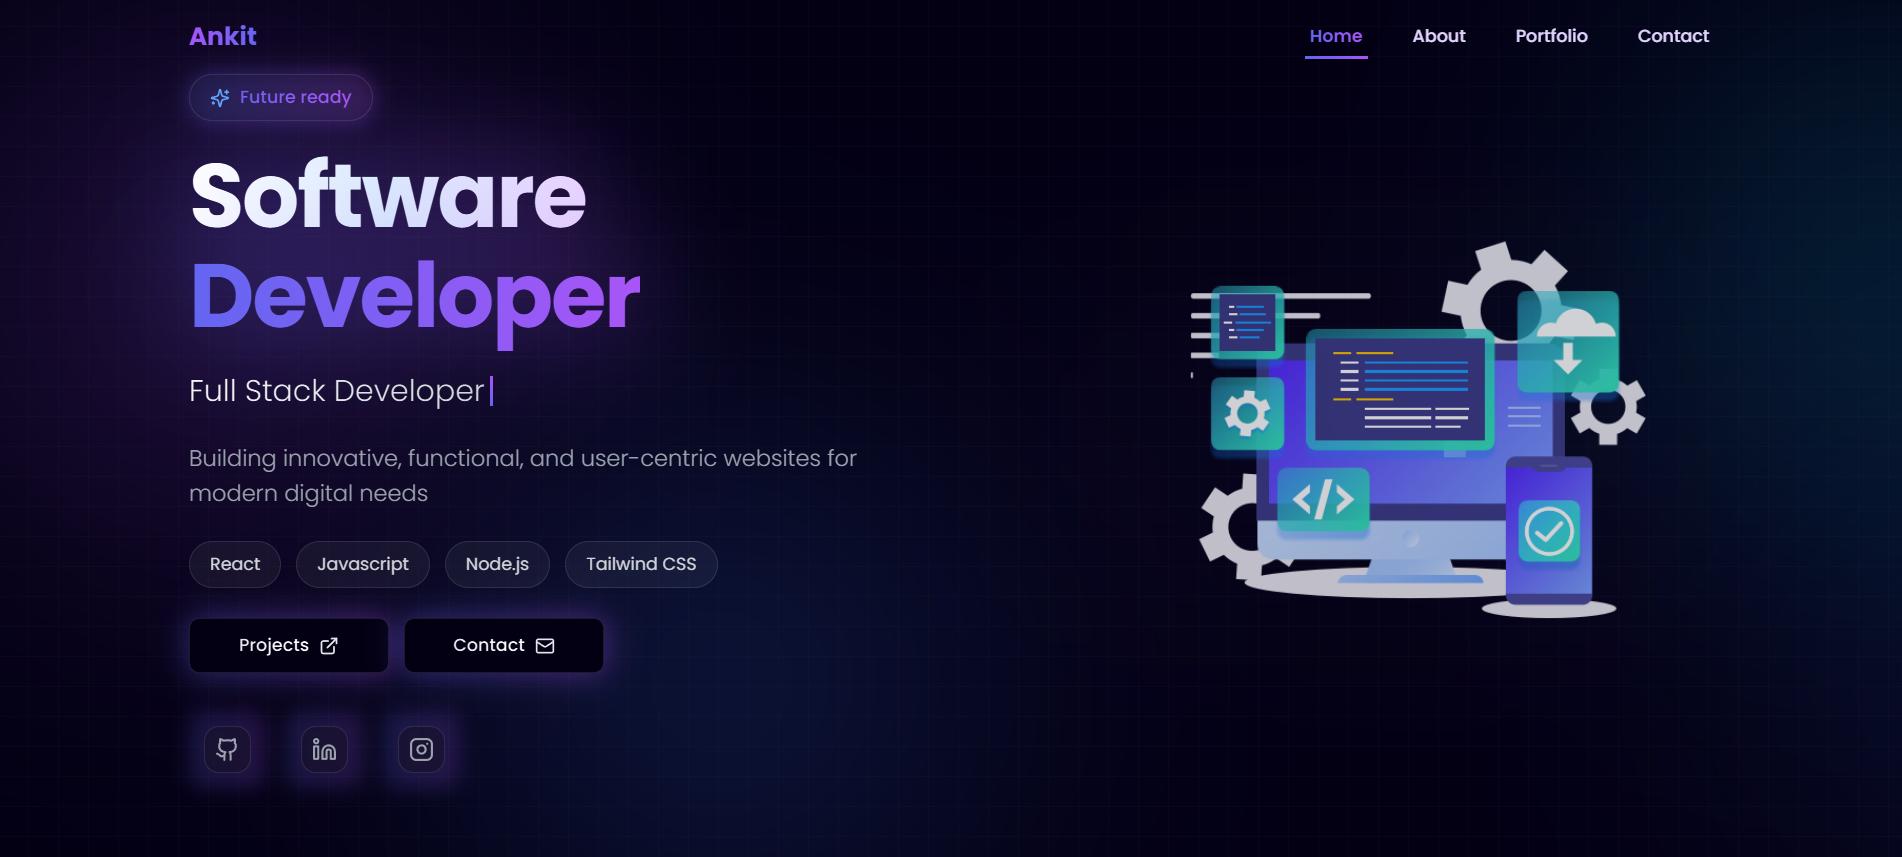 Ankit
Home About Portfolio Contact
Future ready
Software
Developer
Full Stack Developer
Building innovative, functional, and user-centric websites for
modern digital needs
React Javascript Node.js Tailwind CSS
Projects Contact